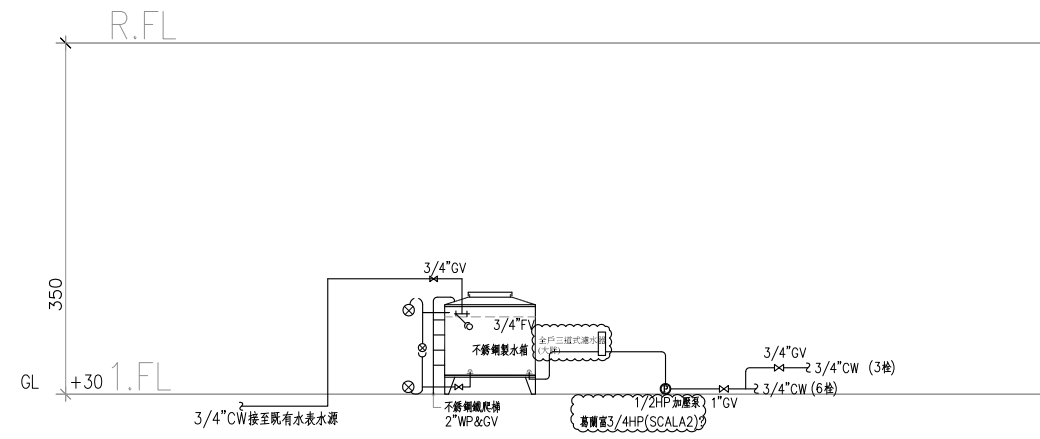 R.FL
350
3/4"GV
3/4"FV
不銹鋼製水箱
全戶三道式濾水器
(大胖)
3/4"GV
3/4"CW (3栓)
3/4"CW (6栓)
GL +30 1.FL
1"GV
1/2HP加壓泵
葛蘭富3/4HP(SCALA2)?
不銹鋼鐵爬梯
2"WP&GV
3/4"CW接至既有水表水源
P